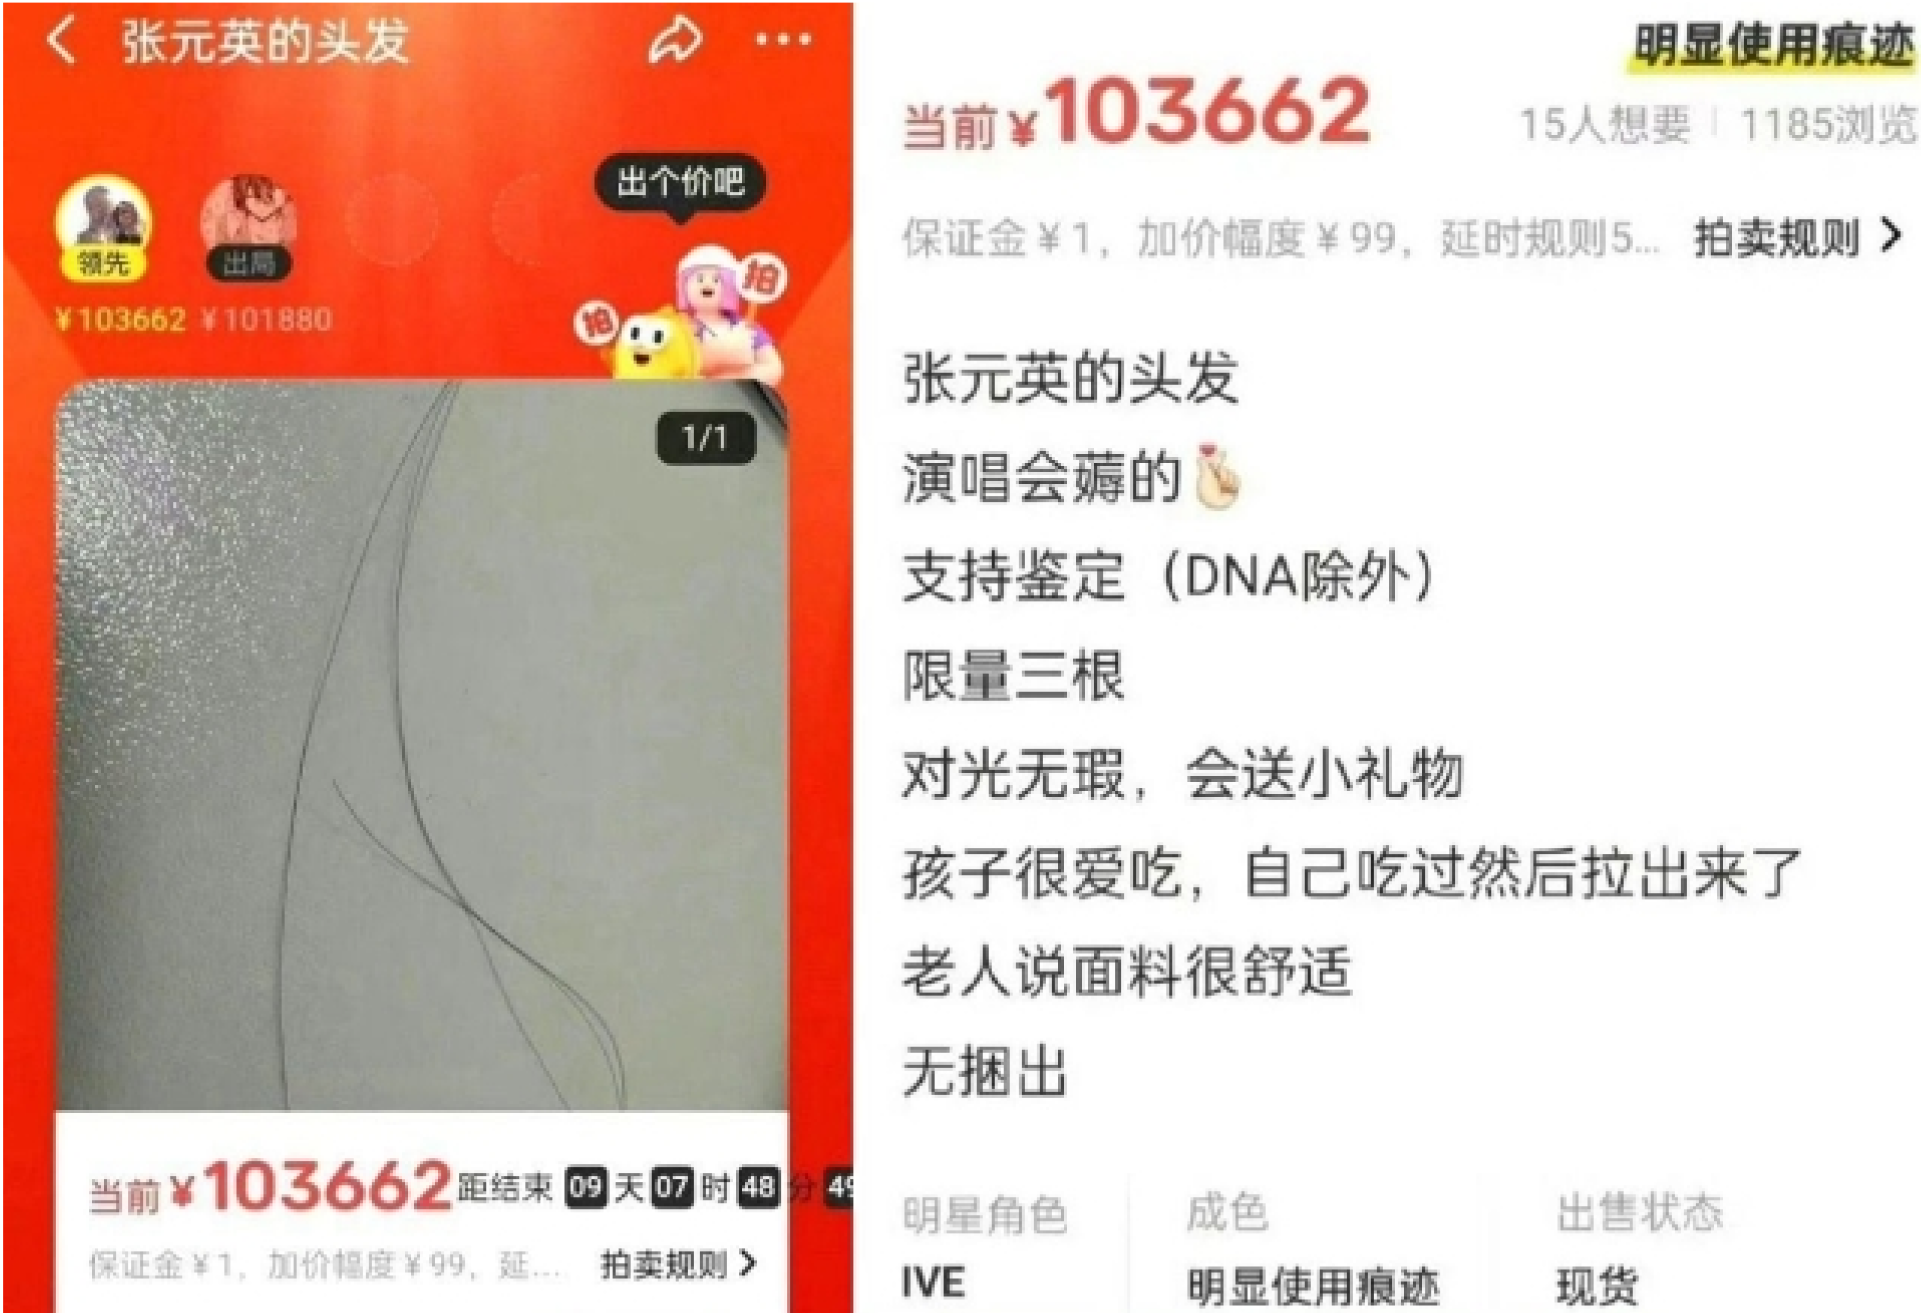 张元英的头发
出个价吧
领先
出局
¥103662 ¥101880
拍
拍
1/1
当前¥103662 距结束 09天07时48分49
保证金¥1，加价幅度¥99，延... 拍卖规则 >
明显使用痕迹
当前¥103662
15人想要 | 1185浏览
保证金¥1，加价幅度¥99，延时规则5... 拍卖规则 >
张元英的头发
演唱会薅的🫰🏻
支持鉴定（DNA除外）
限量三根
对光无瑕，会送小礼物
孩子很爱吃，自己吃过然后拉出来了
老人说面料很舒适
无捆出
明星角色 成色 出售状态
IVE 明显使用痕迹 现货